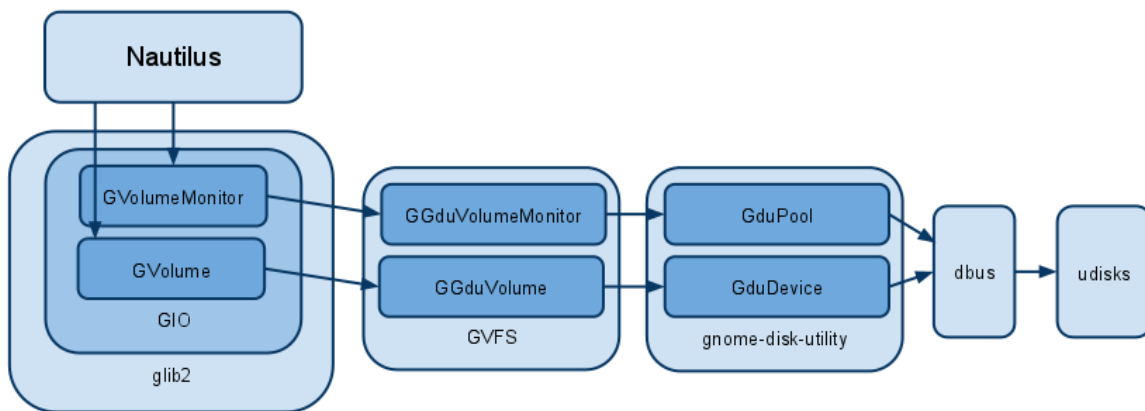 Nautilus
GVolumeMonitor
GVolume
GIO
glib2
GGduVolumeMonitor
GGduVolume
GVFS
GduPool
GduDevice
gnome-disk-utility
dbus
udisks